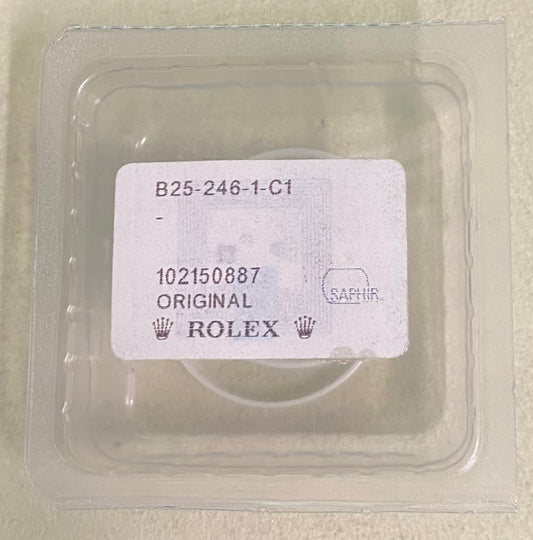 B25-246-1-C1
-
102150887
ORIGINAL
SAPHIR
ROLEX